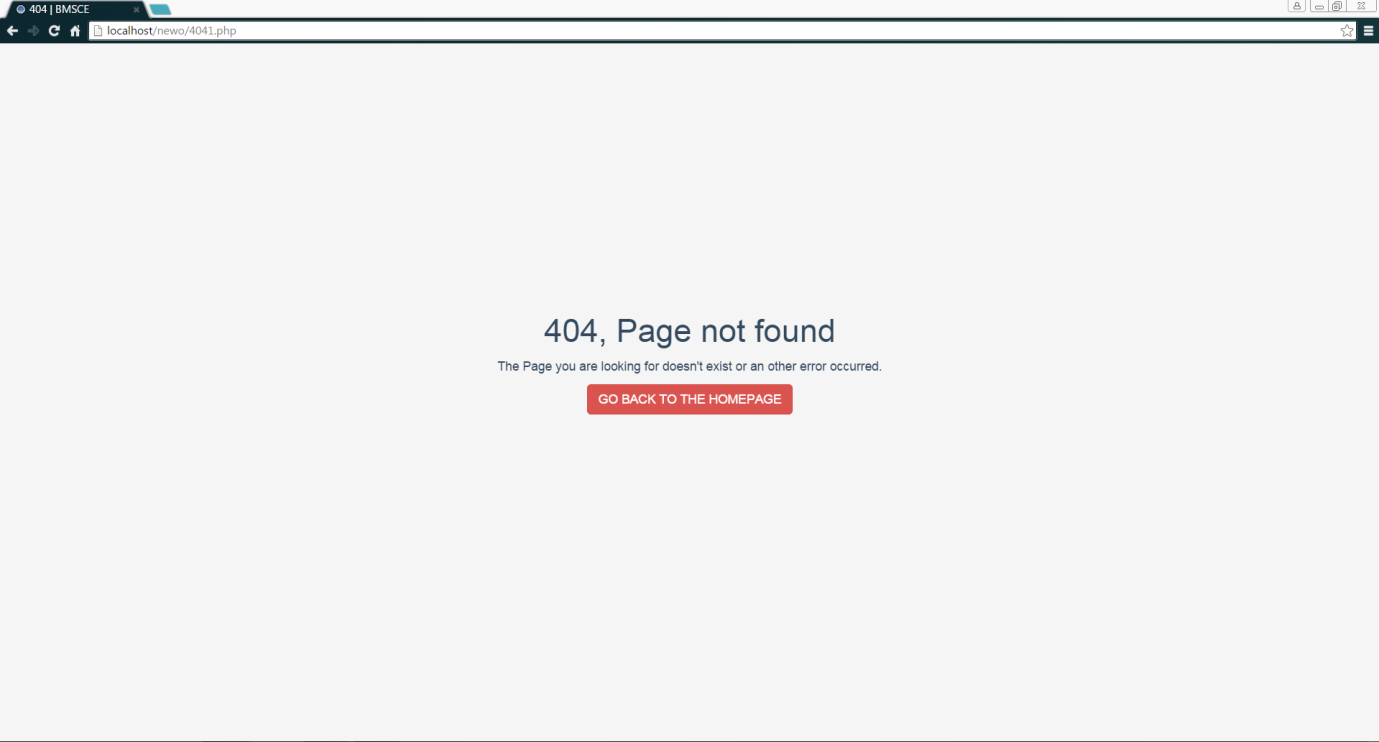 404 | BMSCE
localhost/newo/4041.php
404, Page not found
The Page you are looking for doesn't exist or an other error occurred.
GO BACK TO THE HOMEPAGE